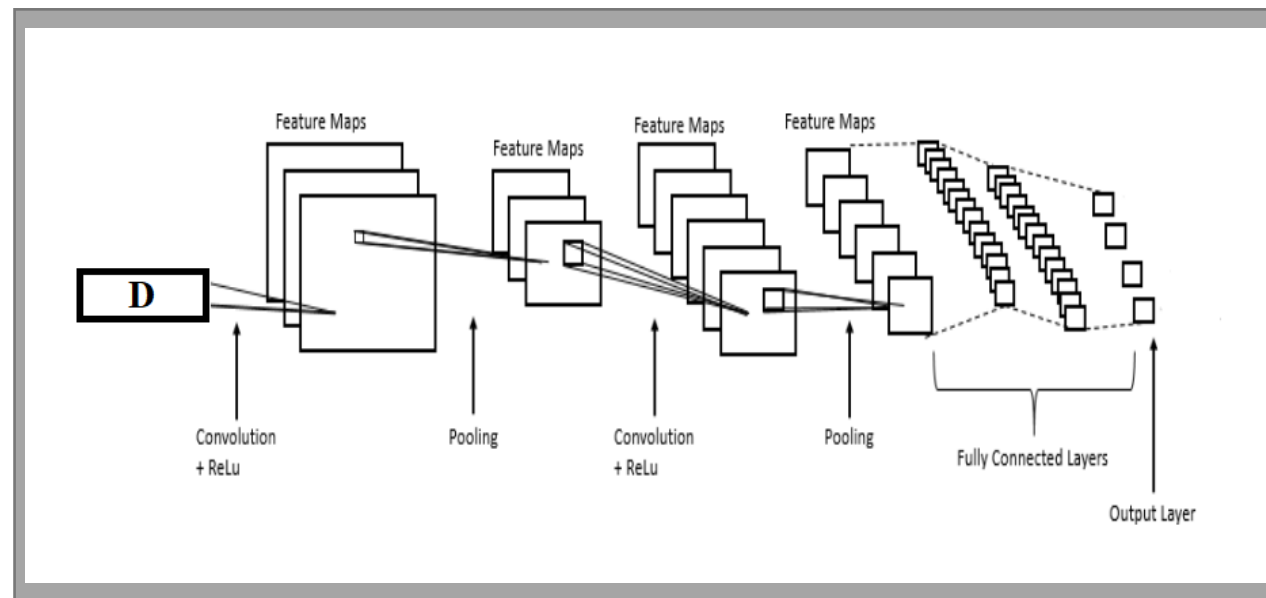 Feature Maps
Feature Maps
Feature Maps
Feature Maps
D
Convolution
+ ReLu
Pooling
Convolution
+ ReLu
Pooling
Fully Connected Layers
Output Layer